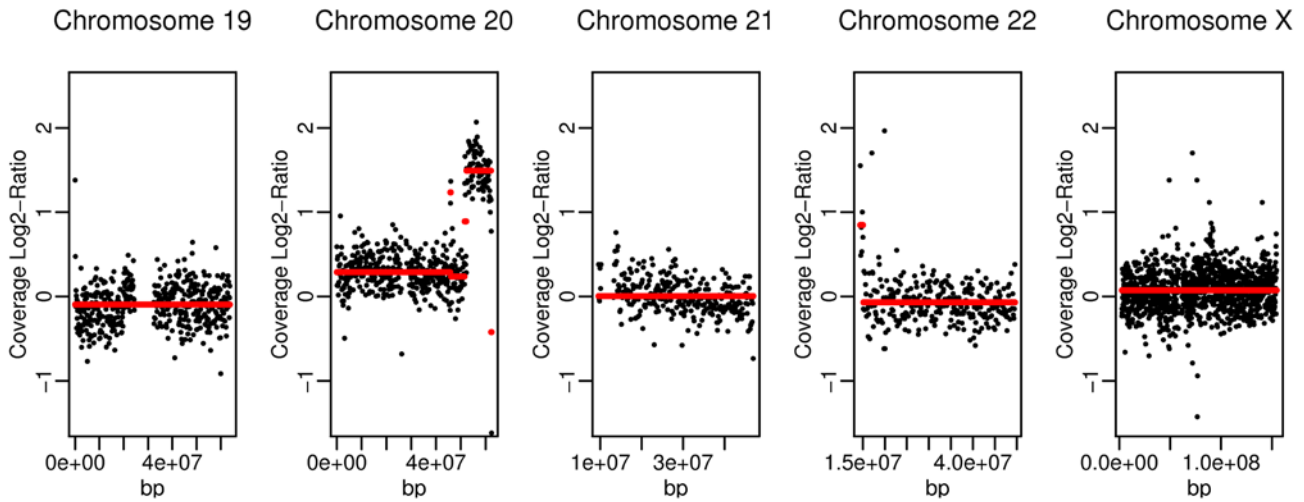 Chromosome 19
Coverage Log2−Ratio
2
1
0
−1
0e+00 4e+07
bp
Chromosome 20
Coverage Log2−Ratio
2
1
0
−1
0e+00 4e+07
bp
Chromosome 21
Coverage Log2−Ratio
2
1
0
−1
1e+07 3e+07
bp
Chromosome 22
Coverage Log2−Ratio
2
1
0
−1
1.5e+07 4.0e+07
bp
Chromosome X
Coverage Log2−Ratio
2
1
0
−1
0.0e+00 1.0e+08
bp